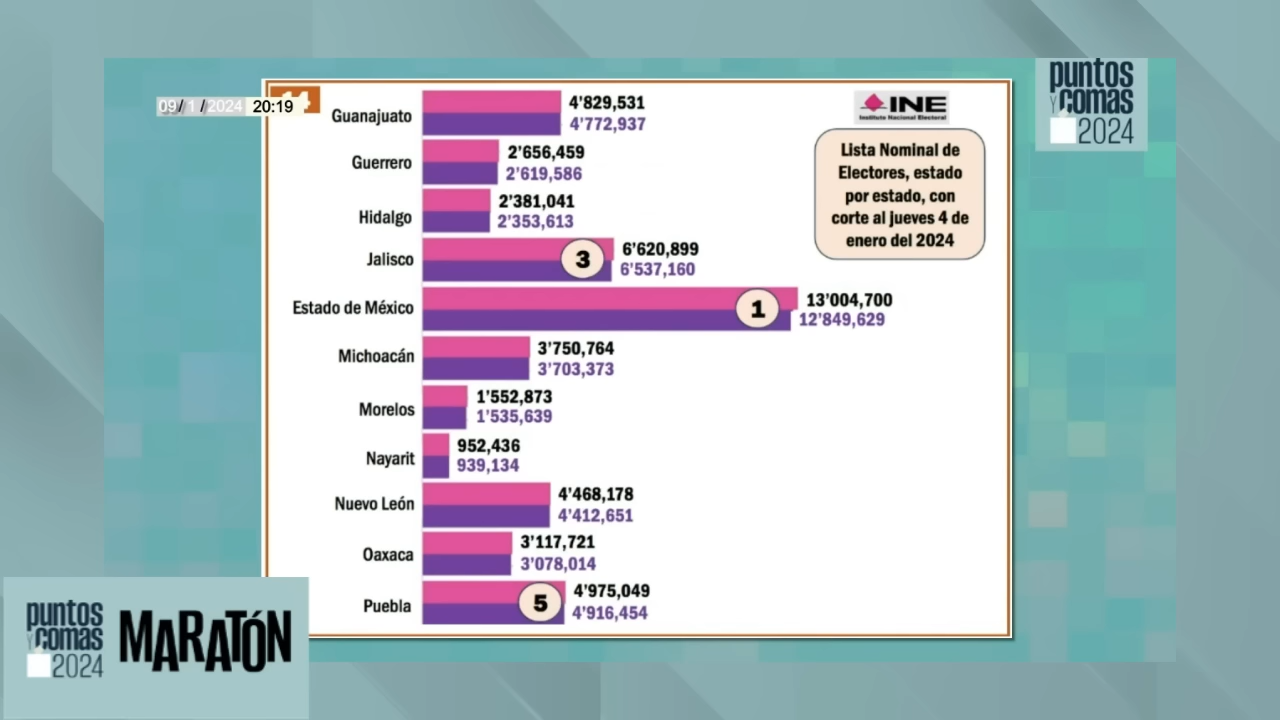 09/ 1 /2024 20:19
Guanajuato 4’829,531
4’772,937
Guerrero 2’656,459
2’619,586
Hidalgo 2’381,041
2’353,613
Jalisco 3 6’620,899
6’537,160
Estado de México 1 13’004,700
12’849,629
Michoacán 3’750,764
3’703,373
Morelos 1’552,873
1’535,639
Nayarit 952,436
939,134
Nuevo León 4’468,178
4’412,651
Oaxaca 3’117,721
3’078,014
Puebla 5 4’975,049
4’916,454
INE
Instituto Nacional Electoral
Lista Nominal de
Electores, estado
por estado, con
corte al jueves 4 de
enero del 2024
puntos
y comas
2024
puntos
y comas
2024
MARATÓN